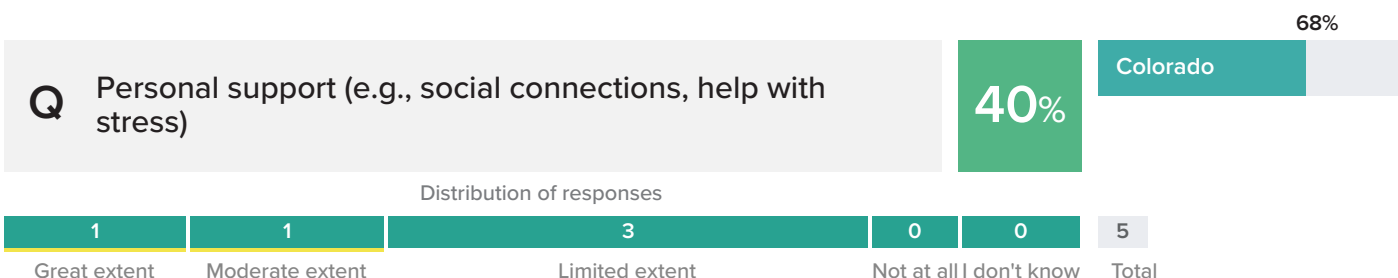 68%
Q
Personal support (e.g., social connections, help with
stress)
40%
Colorado
Distribution of responses
1 1 3 0 0 5
Great extent Moderate extent Limited extent Not at all I don't know Total